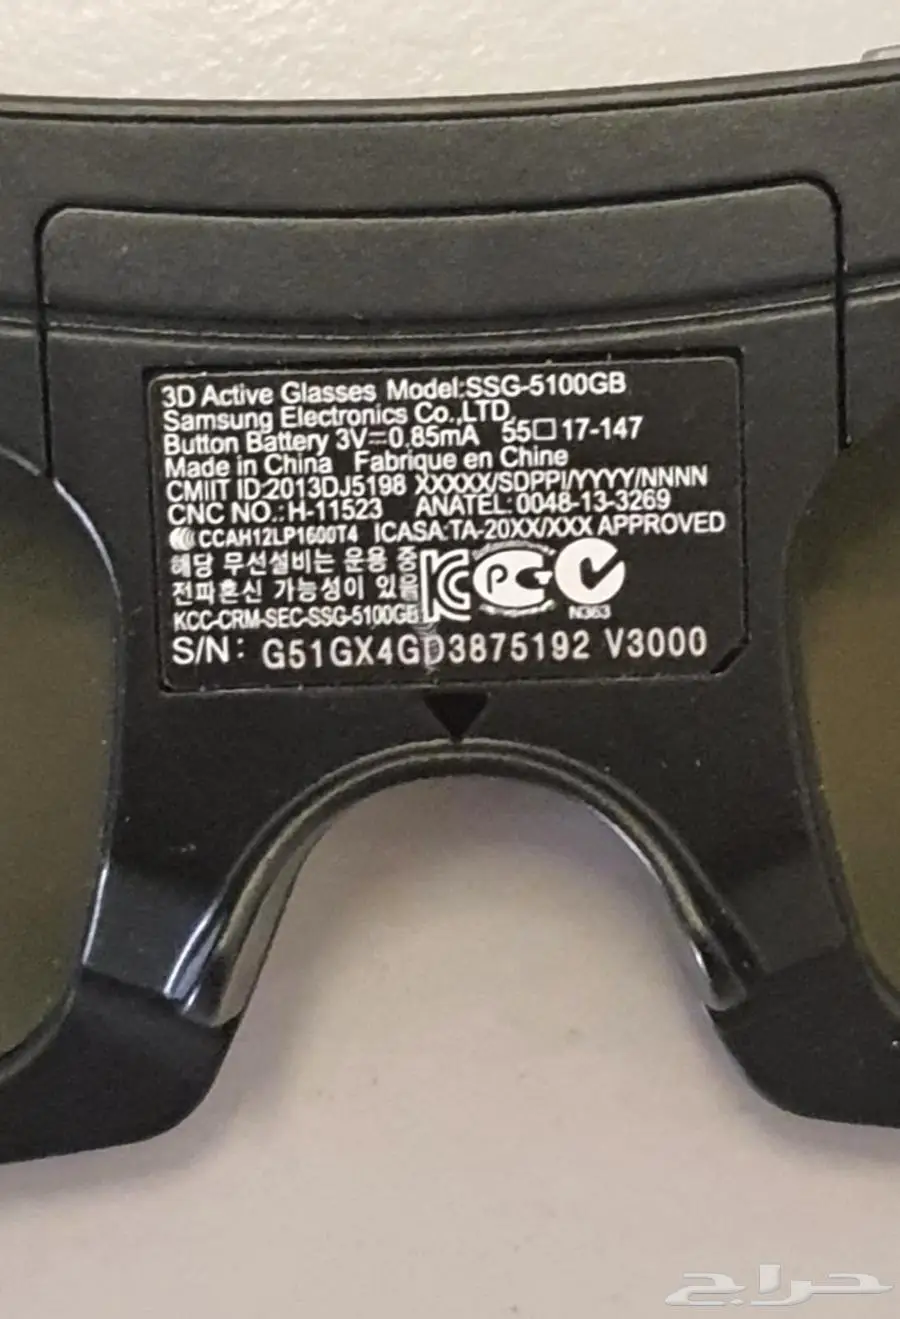 3D Active Glasses Model:SSG-5100GB
Samsung Electronics Co.,LTD,
Button Battery 3V⎓0.85mA 55□17-147
Made in China Fabrique en Chine
CMIIT ID:2013DJ5198 XXXXX/SDPPI/YYYY/NNNN
CNC NO.:H-11523 ANATEL:0048-13-3269
CCAH12LP1600T4 ICASA:TA-20XX/XXX APPROVED
해당 무선설비는 운용 중
전파혼신 가능성이 있음
KCC-CRM-SEC-SSG-5100GB
N363
S/N: G51GX4GD3875192 V3000
حراج